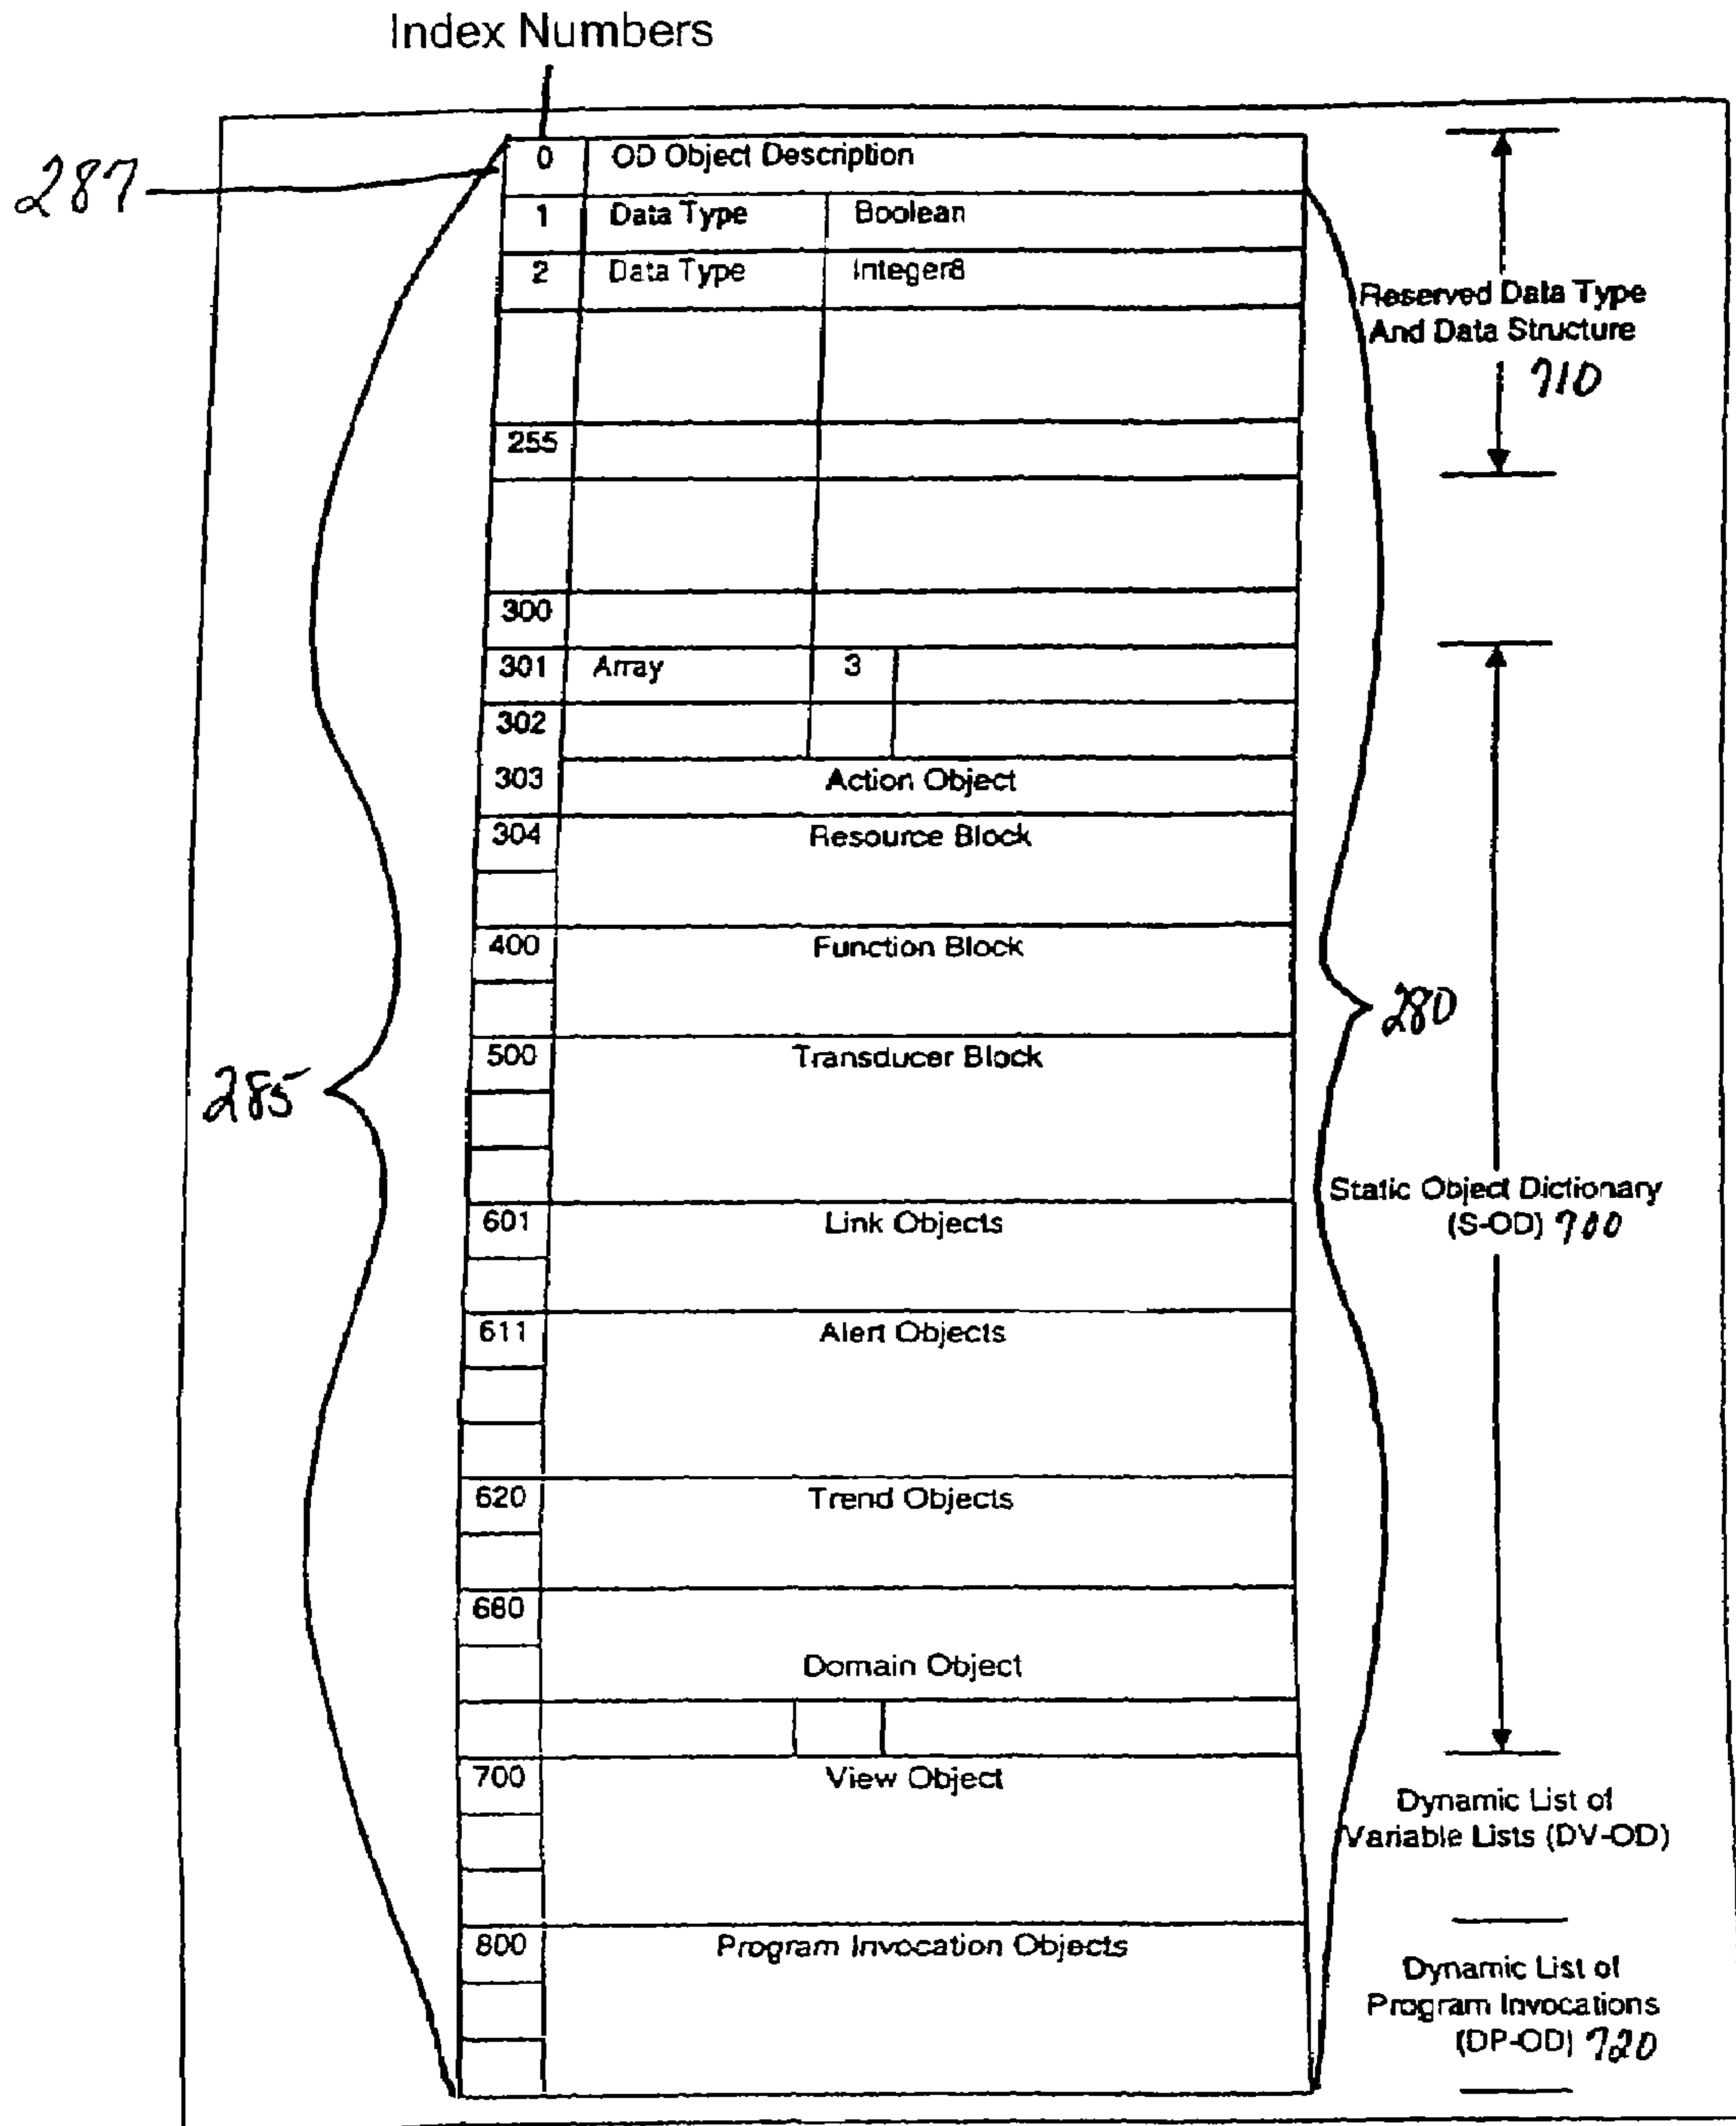 Index Numbers
287
0 OD Object Description
1 Data Type Boolean
2 Data Type Integer8
Reserved Data Type
And Data Structure
710
255
300
301 Array 3
302
303 Action Object
304 Resource Block
400 Function Block
280
500 Transducer Block
285
601 Link Objects
Static Object Dictionary
(S-OD) 700
611 Alert Objects
620 Trend Objects
680
Domain Object
700 View Object
Dynamic List of
Variable Lists (DV-OD)
800 Program Invocation Objects
Dynamic List of
Program Invocations
(DP-OD) 720